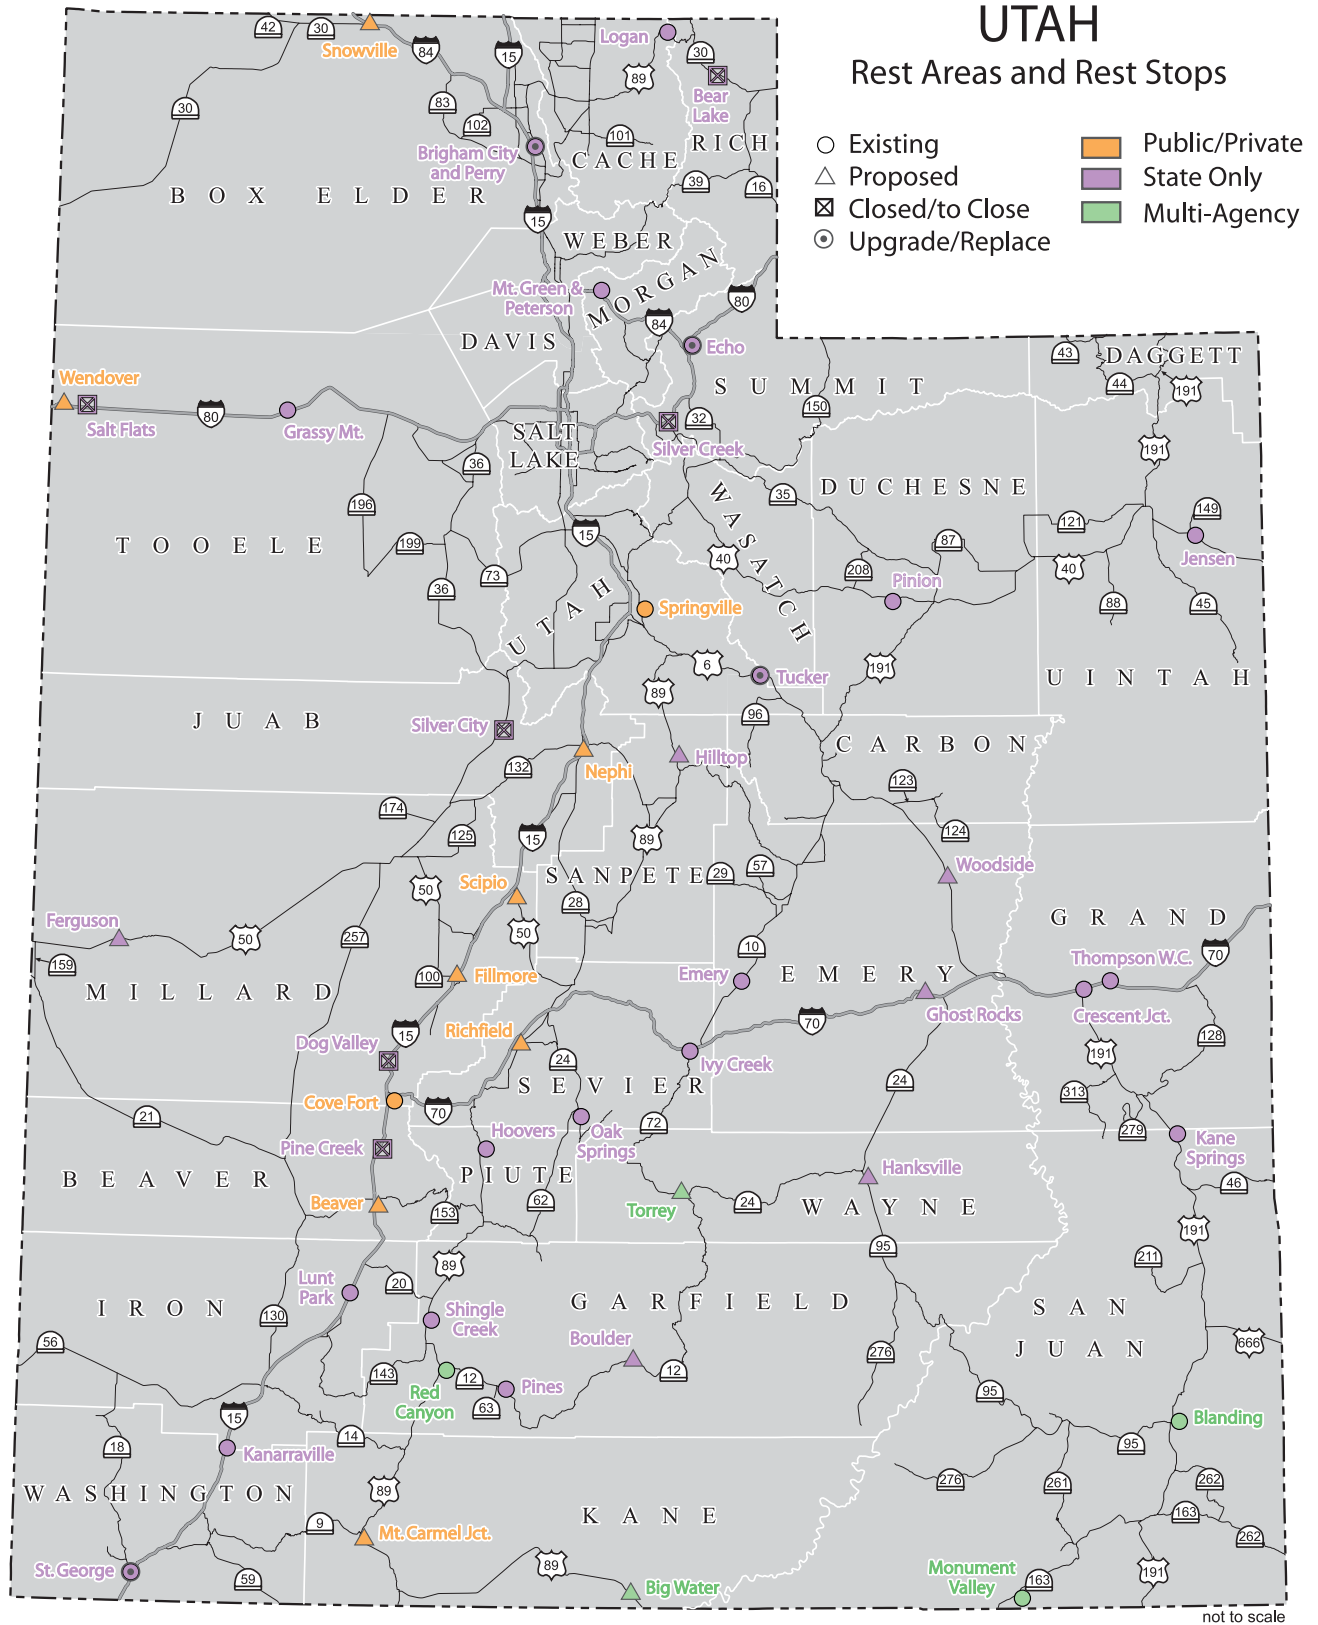 UTAH
Rest Areas and Rest Stops
Existing
Proposed
Closed/to Close
Upgrade/Replace
Public/Private
State Only
Multi-Agency
42
30
Snowville
84
15
Logan
30
89
Bear
Lake
30
83
102
101
RICH
Brigham City
and Perry
CACHE
39
16
BOX ELDER
15
WEBER
MORGAN
Mt. Green &
Peterson
80
84
DAVIS
Echo
43
DAGGETT
44
191
Wendover
SUMMIT
150
Salt Flats
80
Grassy Mt.
32
SALT
LAKE
Silver Creek
191
36
35
DUCHESNE
196
WASATCH
149
121
TOOELE
199
15
87
Jensen
73
40
208
40
36
Pinion
88
45
UTAH
Springville
6
191
Tucker
UINTAH
89
96
JUAB
Silver City
CARBON
Hilltop
132
Nephi
123
174
125
15
89
124
Woodside
57
29
SANPETE
Scipio
50
28
50
GRAND
Ferguson
50
257
10
70
159
100
Fillmore
Emery
EMERY
Thompson W.C.
MILLARD
Ghost Rocks
Crescent Jct.
15
Richfield
70
128
Dog Valley
24
Ivy Creek
191
SEVIER
24
313
Cove Fort
70
21
72
279
Hoovers
Oak
Springs
Kane
Springs
Pine Creek
PIUTE
Hanksville
46
BEAVER
Beaver
153
62
Torrey
24
WAYNE
191
95
211
89
20
Lunt
Park
IRON
130
Shingle
Creek
GARFIELD
SAN
JUAN
Boulder
56
276
666
143
12
12
Pines
95
Red
Canyon
63
15
Blanding
14
95
18
Kanarraville
276
261
262
WASHINGTON
89
163
KANE
9
Mt. Carmel Jct.
262
St. George
59
89
Big Water
Monument
Valley
163
191
not to scale